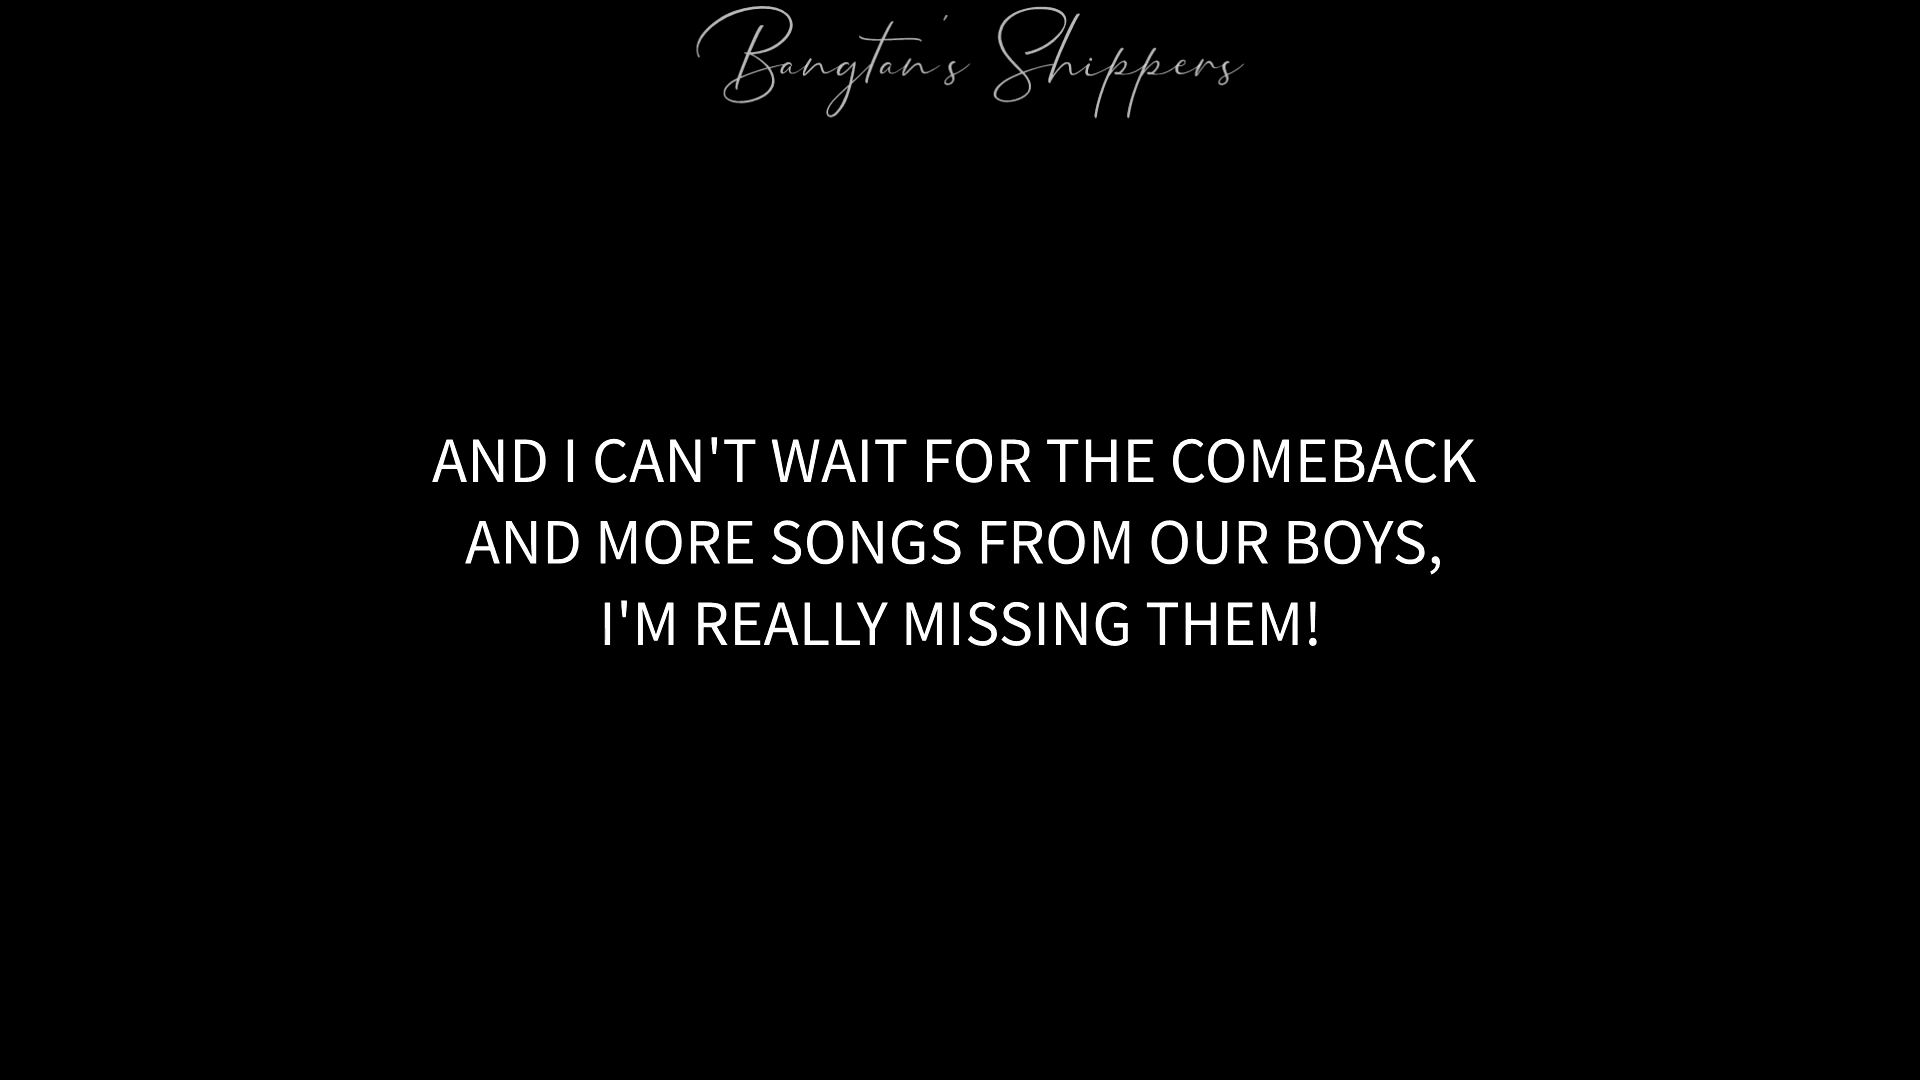 Bangtan's Shippers
AND I CAN'T WAIT FOR THE COMEBACK
AND MORE SONGS FROM OUR BOYS,
I'M REALLY MISSING THEM!